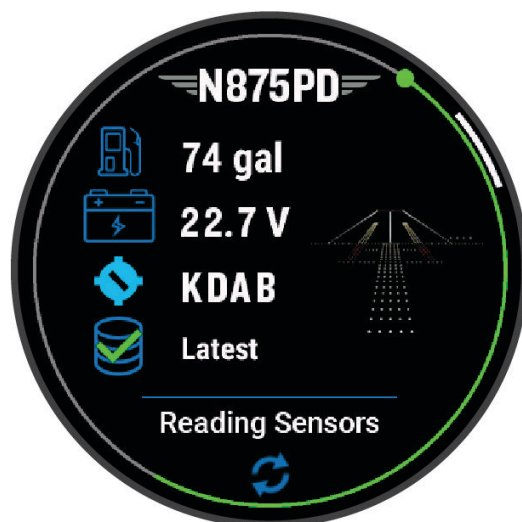 N875PD
74 gal
22.7 V
KDAB
Latest
Reading Sensors